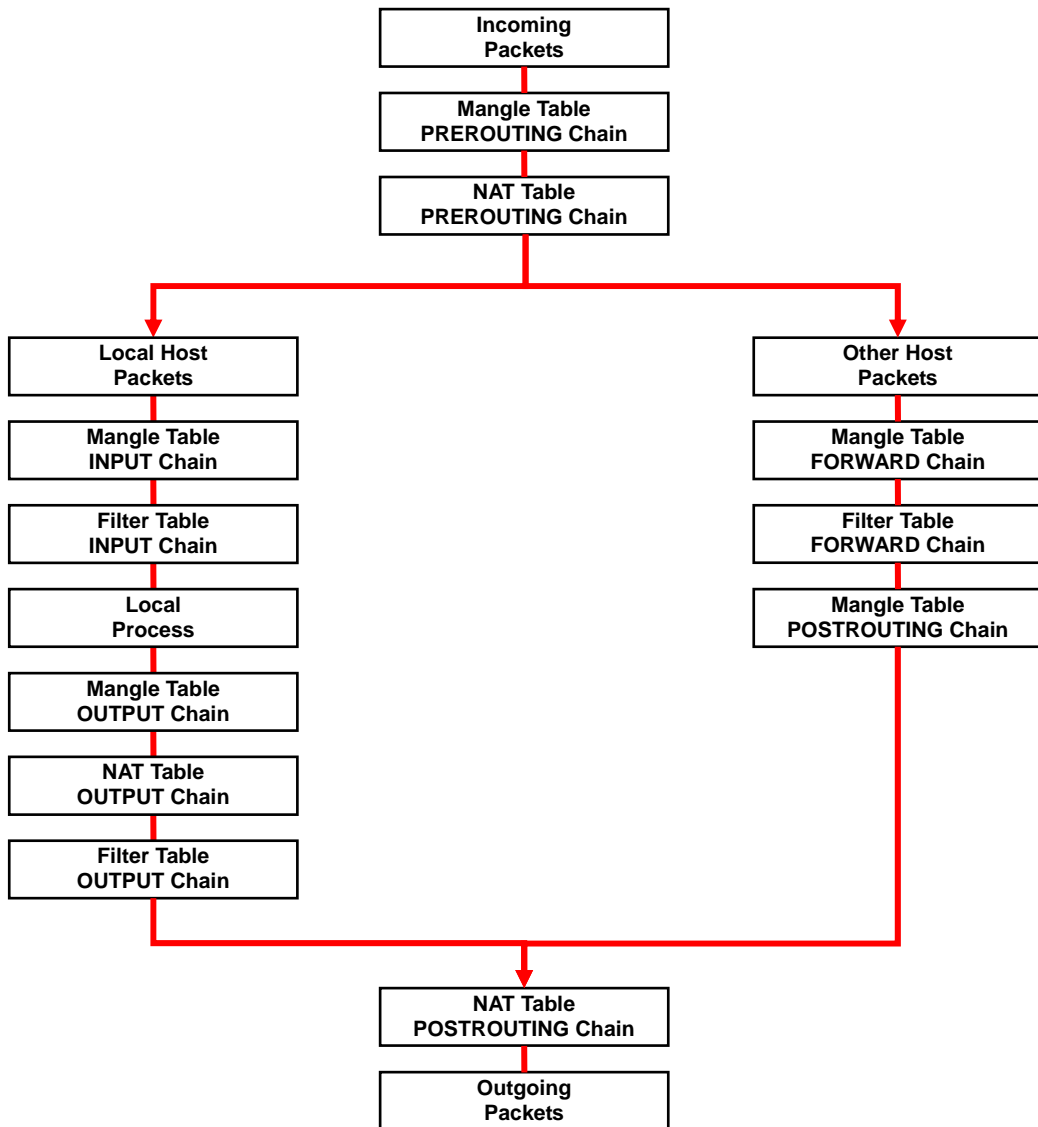 Incoming
Packets
Mangle Table
PREROUTING Chain
NAT Table
PREROUTING Chain
Local Host
Packets
Mangle Table
INPUT Chain
Filter Table
INPUT Chain
Local
Process
Mangle Table
OUTPUT Chain
NAT Table
OUTPUT Chain
Filter Table
OUTPUT Chain
Other Host
Packets
Mangle Table
FORWARD Chain
Filter Table
FORWARD Chain
Mangle Table
POSTROUTING Chain
NAT Table
POSTROUTING Chain
Outgoing
Packets